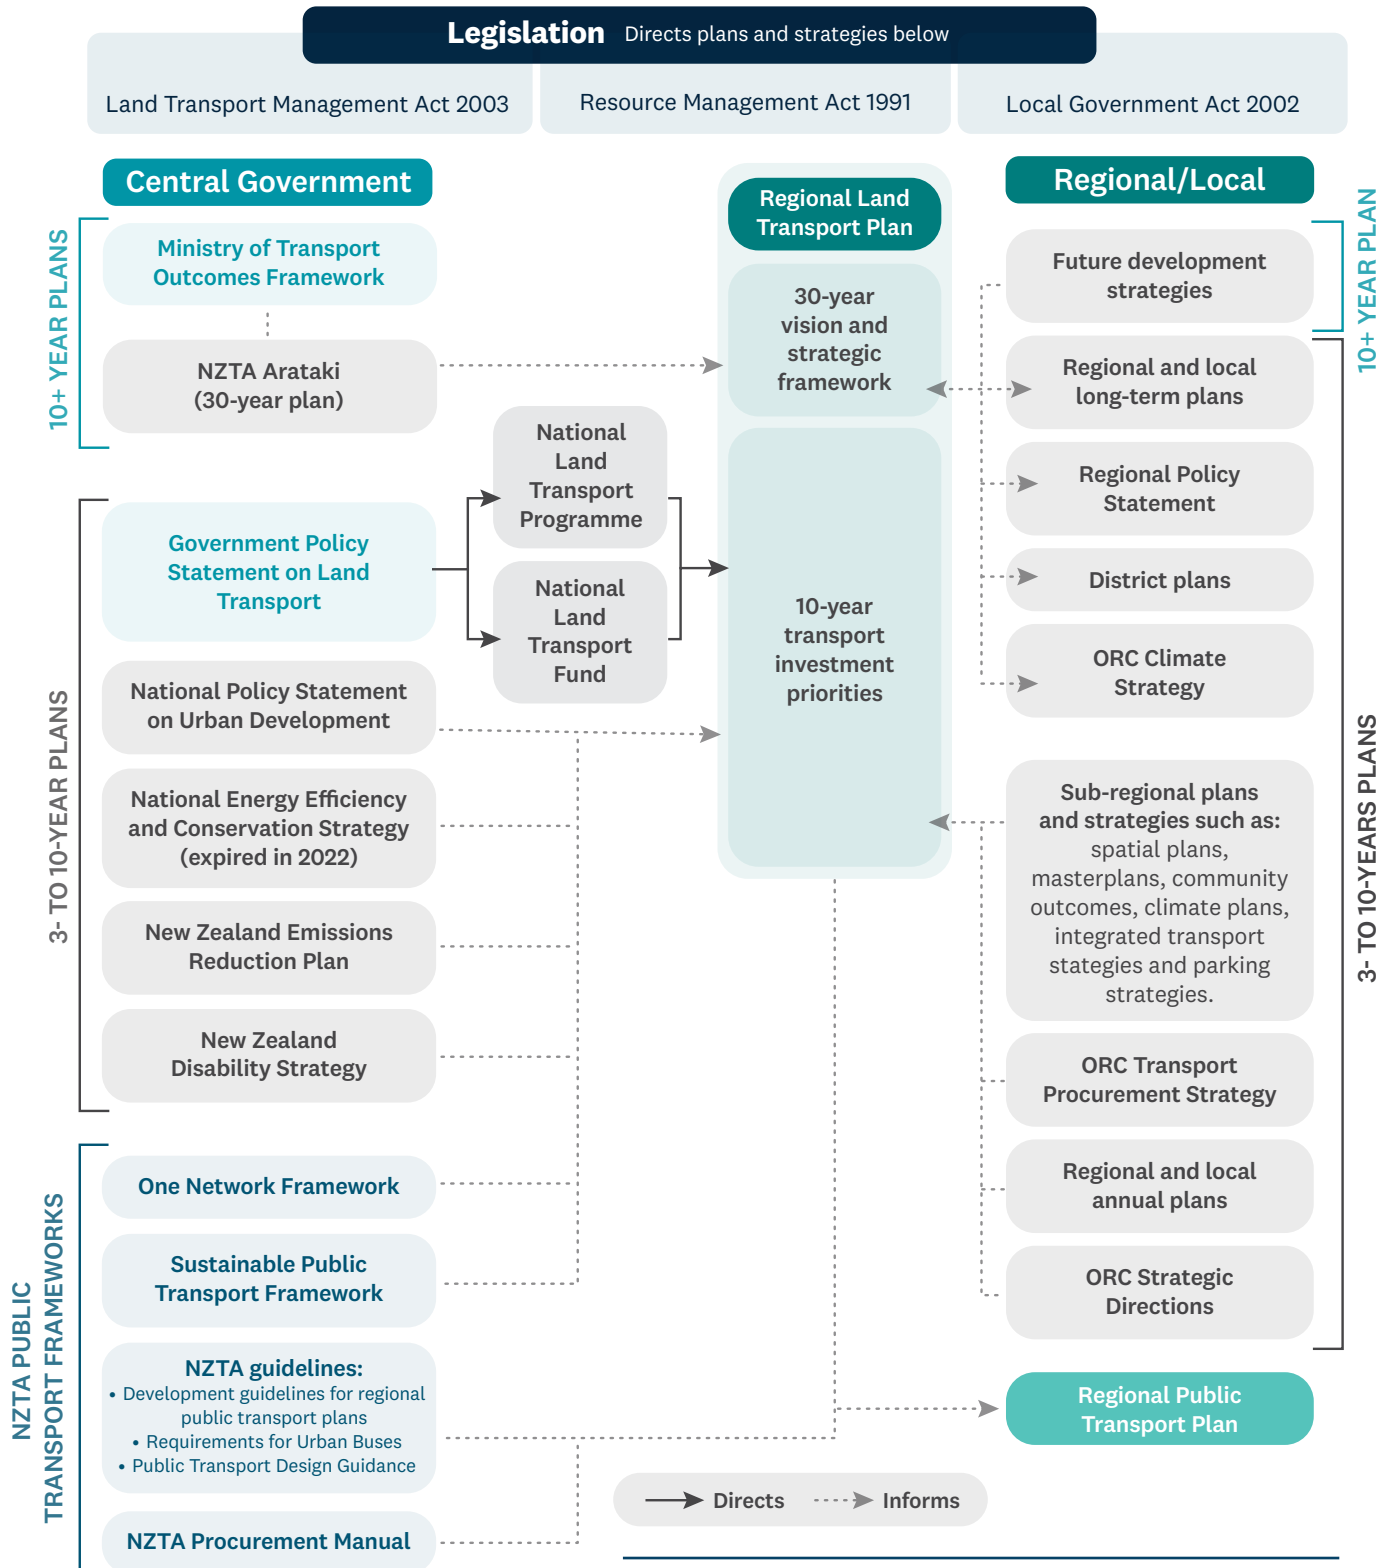 Legislation Directs plans and strategies below
Land Transport Management Act 2003
Resource Management Act 1991
Local Government Act 2002
Central Government
10+ YEAR PLANS
Ministry of Transport
Outcomes Framework
NZTA Arataki
(30-year plan)
3- TO 10-YEAR PLANS
Government Policy
Statement on Land
Transport
National Policy Statement
on Urban Development
National Energy Efficiency
and Conservation Strategy
(expired in 2022)
New Zealand Emissions
Reduction Plan
New Zealand
Disability Strategy
NZTA PUBLIC
TRANSPORT FRAMEWORKS
One Network Framework
Sustainable Public
Transport Framework
NZTA guidelines:
• Development guidelines for regional
public transport plans
• Requirements for Urban Buses
• Public Transport Design Guidance
NZTA Procurement Manual
National
Land
Transport
Programme
National
Land
Transport
Fund
Regional Land
Transport Plan
30-year
vision and
strategic
framework
10-year
transport
investment
priorities
Regional/Local
10+ YEAR PLAN
Future development
strategies
3- TO 10-YEARS PLANS
Regional and local
long-term plans
Regional Policy
Statement
District plans
ORC Climate
Strategy
Sub-regional plans
and strategies such as:
spatial plans,
masterplans, community
outcomes, climate plans,
integrated transport
stategies and parking
strategies.
ORC Transport
Procurement Strategy
Regional and local
annual plans
ORC Strategic
Directions
Regional Public
Transport Plan
Directs
Informs